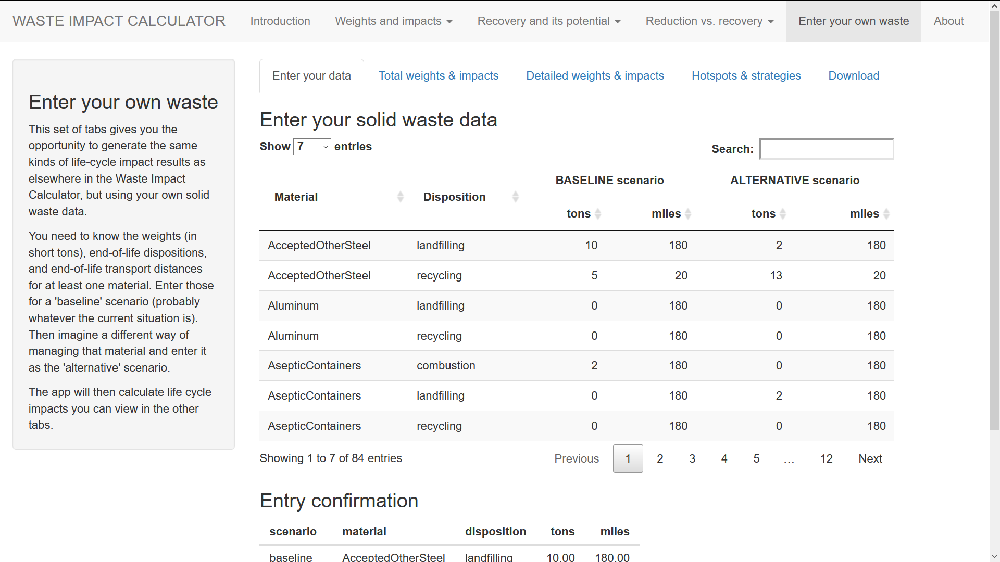 WASTE IMPACT CALCULATOR Introduction Weights and impacts Recovery and its potential Reduction vs. recovery Enter your own waste About
Enter your own waste
This set of tabs gives you the
opportunity to generate the same
kinds of life-cycle impact results as
elsewhere in the Waste Impact
Calculator, but using your own solid
waste data.
You need to know the weights (in
short tons), end-of-life dispositions,
and end-of-life transport distances
for at least one material. Enter those
for a 'baseline' scenario (probably
whatever the current situation is).
Then imagine a different way of
managing that material and enter it
as the 'alternative' scenario.
The app will then calculate life cycle
impacts you can view in the other
tabs.
Enter your data Total weights & impacts Detailed weights & impacts Hotspots & strategies Download
Enter your solid waste data
Show 7 entries
Search:
BASELINE scenario ALTERNATIVE scenario
Material Disposition
tons miles tons miles
AcceptedOtherSteel landfilling 10 180 2 180
AcceptedOtherSteel recycling 5 20 13 20
Aluminum landfilling 0 180 0 180
Aluminum recycling 0 180 0 180
AsepticContainers combustion 2 180 0 180
AsepticContainers landfilling 0 180 2 180
AsepticContainers recycling 0 180 0 180
Showing 1 to 7 of 84 entries
Previous 1 2 3 4 5 … 12 Next
Entry confirmation
scenario material disposition tons miles
baseline AcceptedOtherSteel landfilling 10.00 180.00